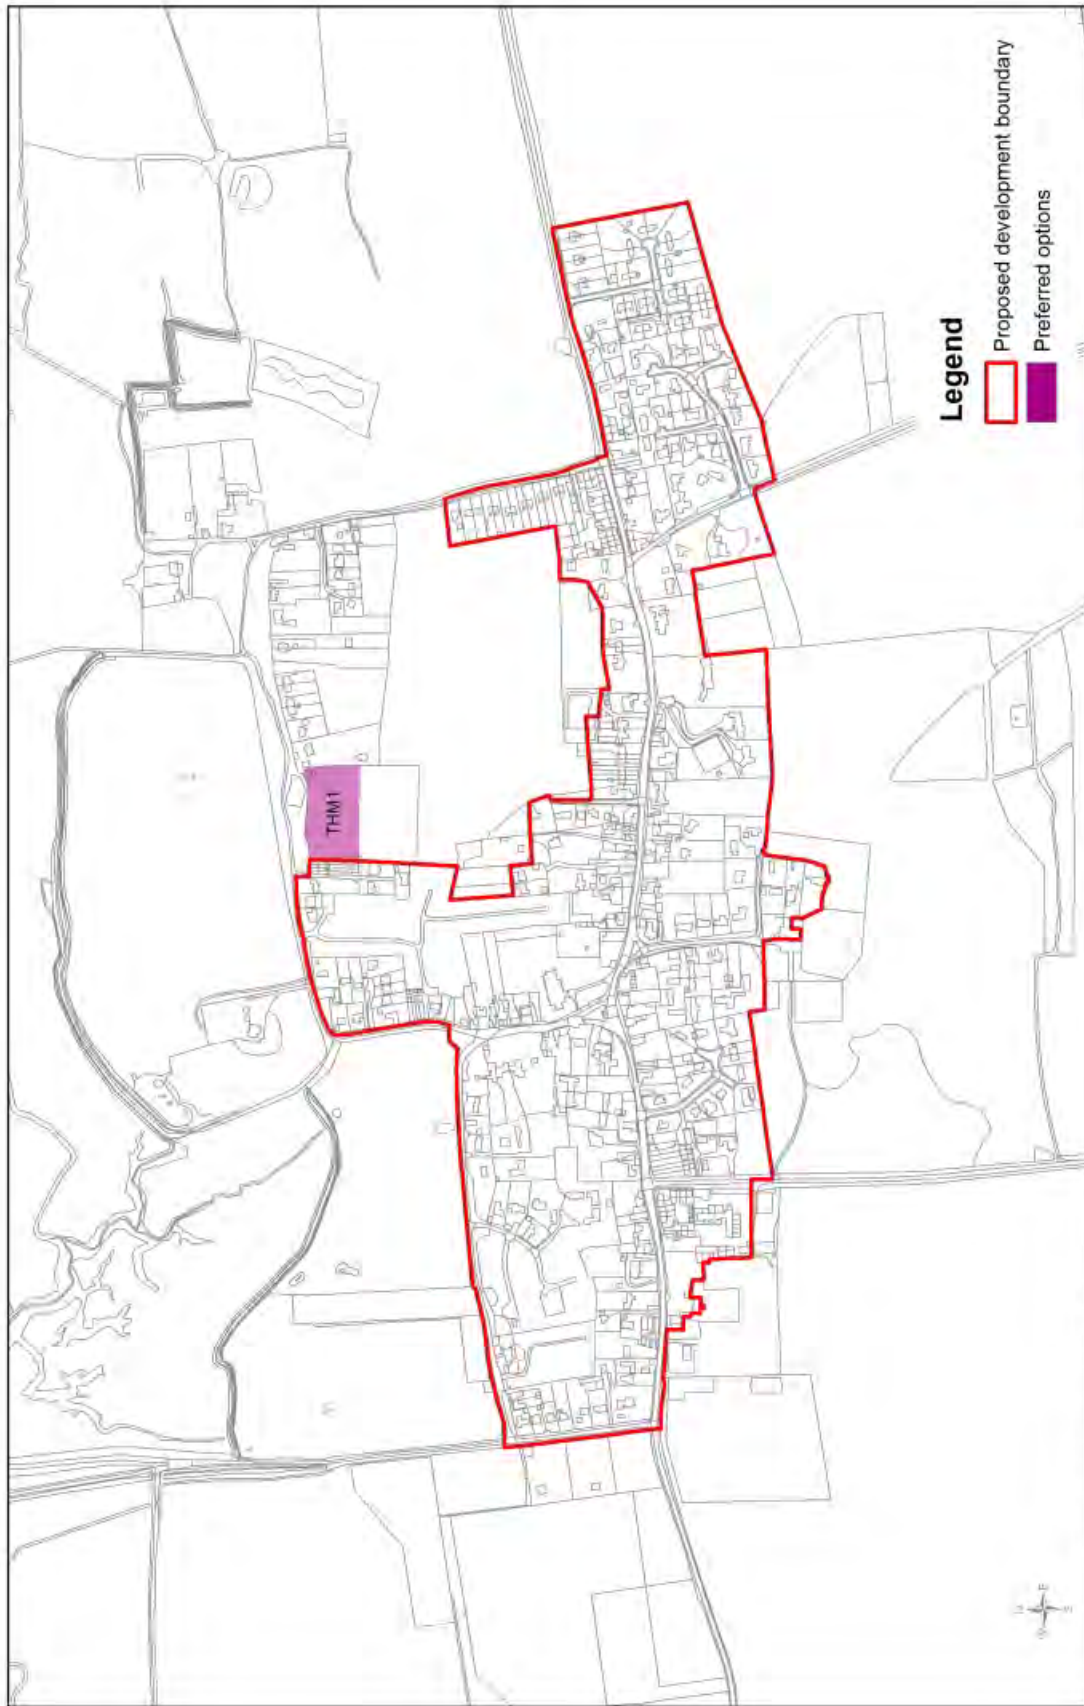 THM1
Legend
Proposed development boundary
Preferred options
N
W
E
S